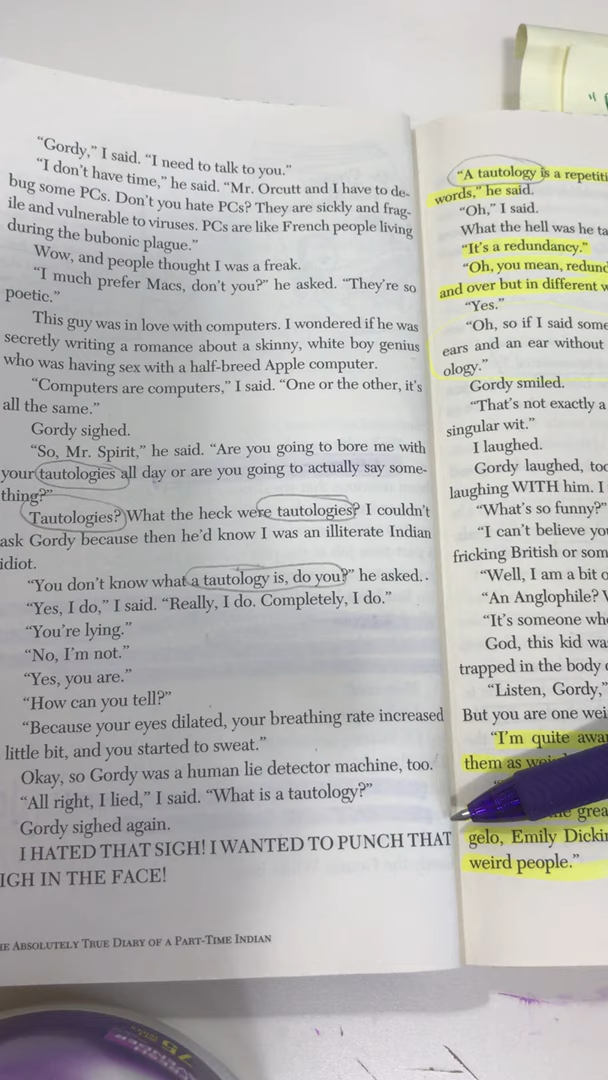 “Gordy,” I said. “I need to talk to you.”
“I don’t have time,” he said. “Mr. Orcutt and I have to de-
bug some PCs. Don’t you hate PCs? They are sickly and frag-
ile and vulnerable to viruses. PCs are like French people living
during the bubonic plague.”
Wow, and people thought I was a freak.
“I much prefer Macs, don’t you?” he asked. “They’re so
poetic.”
This guy was in love with computers. I wondered if he was
secretly writing a romance about a skinny, white boy genius
who was having sex with a half-breed Apple computer.
“Computers are computers,” I said. “One or the other, it’s
all the same.”
Gordy sighed.
“So, Mr. Spirit,” he said. “Are you going to bore me with
your tautologies all day or are you going to actually say some-
thing?”
Tautologies? What the heck were tautologies? I couldn’t
ask Gordy because then he’d know I was an illiterate Indian
idiot.
“You don’t know what a tautology is, do you?” he asked.
“Yes, I do,” I said. “Really, I do. Completely, I do.”
“You’re lying.”
“No, I’m not.”
“Yes, you are.”
“How can you tell?”
“Because your eyes dilated, your breathing rate increased
little bit, and you started to sweat.”
Okay, so Gordy was a human lie detector machine, too.
“All right, I lied,” I said. “What is a tautology?”
Gordy sighed again.
I HATED THAT SIGH! I WANTED TO PUNCH THAT
IGH IN THE FACE!
E ABSOLUTELY TRUE DIARY OF A PART-TIME INDIAN
“A tautology is a repetiti
words,” he said.
“Oh,” I said.
What the hell was he ta
“It’s a redundancy.”
“Oh, you mean, redund
and over but in different w
“Yes.”
“Oh, so if I said some
ears and an ear without
ology.”
Gordy smiled.
“That’s not exactly a
singular wit.”
I laughed.
Gordy laughed, too
laughing WITH him. I
“What’s so funny?”
“I can’t believe yo
fricking British or som
“Well, I am a bit o
“An Anglophile?
“It’s someone wh
God, this kid wa
trapped in the body
“Listen, Gordy,”
But you are one wei
“I’m quite awa
them as
grea
gelo, Emily Dickin
weird people.”
75